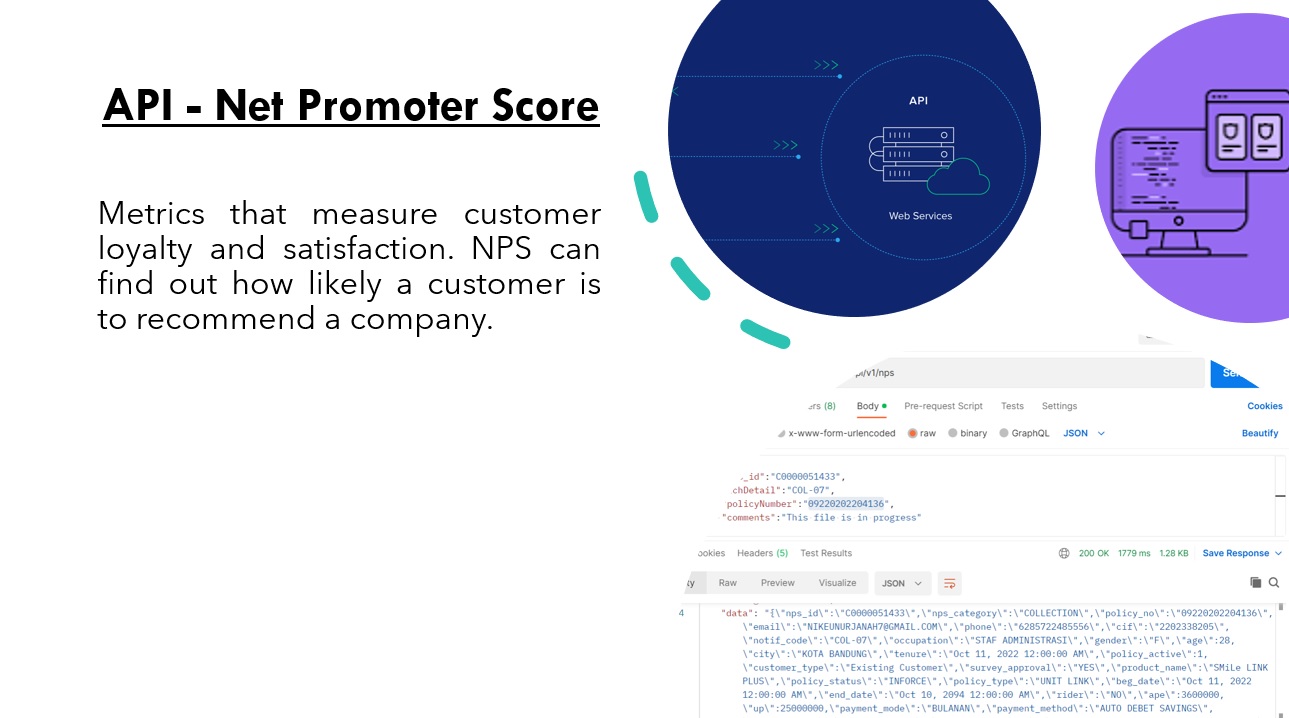 API - Net Promoter Score
Metrics that measure customer
loyalty and satisfaction. NPS can
find out how likely a customer is
to recommend a company.
>>>
API
>>>
>>>
Web Services
pi/v1/nps
ers (8) Body Pre-request Script Tests Settings Cookies
x-www-form-urlencoded raw binary GraphQL JSON Beautify
_id":"C0000051433",
chDetail":"COL-07",
policyNumber":"09220202204136",
"comments":"This file is in progress"
ookies Headers (5) Test Results 200 OK 1779 ms 1.28 KB Save Response
Raw Preview Visualize JSON
4 "data": "[{\"nps_id\":\"C0000051433\",\"nps_category\":\"COLLECTION\",\"policy_no\":\"09220202204136\",
\"email\":\"NIKEUNURJANAH7@GMAIL.COM\",\"phone\":\"6285722485556\",\"cif\":\"2202338205\",
\"notif_code\":\"COL-07\",\"occupation\":\"STAF ADMINISTRASI\",\"gender\":\"F\",\"age\":28,
\"city\":\"KOTA BANDUNG\",\"tenure\":\"Oct 11, 2022 12:00:00 AM\",\"policy_active\":1,
\"customer_type\":\"Existing Customer\",\"survey_approval\":\"YES\",\"product_name\":\"SMiLe LINK
PLUS\",\"policy_status\":\"INFORCE\",\"policy_type\":\"UNIT LINK\",\"beg_date\":\"Oct 11, 2022
12:00:00 AM\",\"end_date\":\"Oct 10, 2094 12:00:00 AM\",\"rider\":\"NO\",\"ape\":3600000,
\"up\":25000000,\"payment_mode\":\"BULANAN\",\"payment_method\":\"AUTO DEBET SAVINGS\",